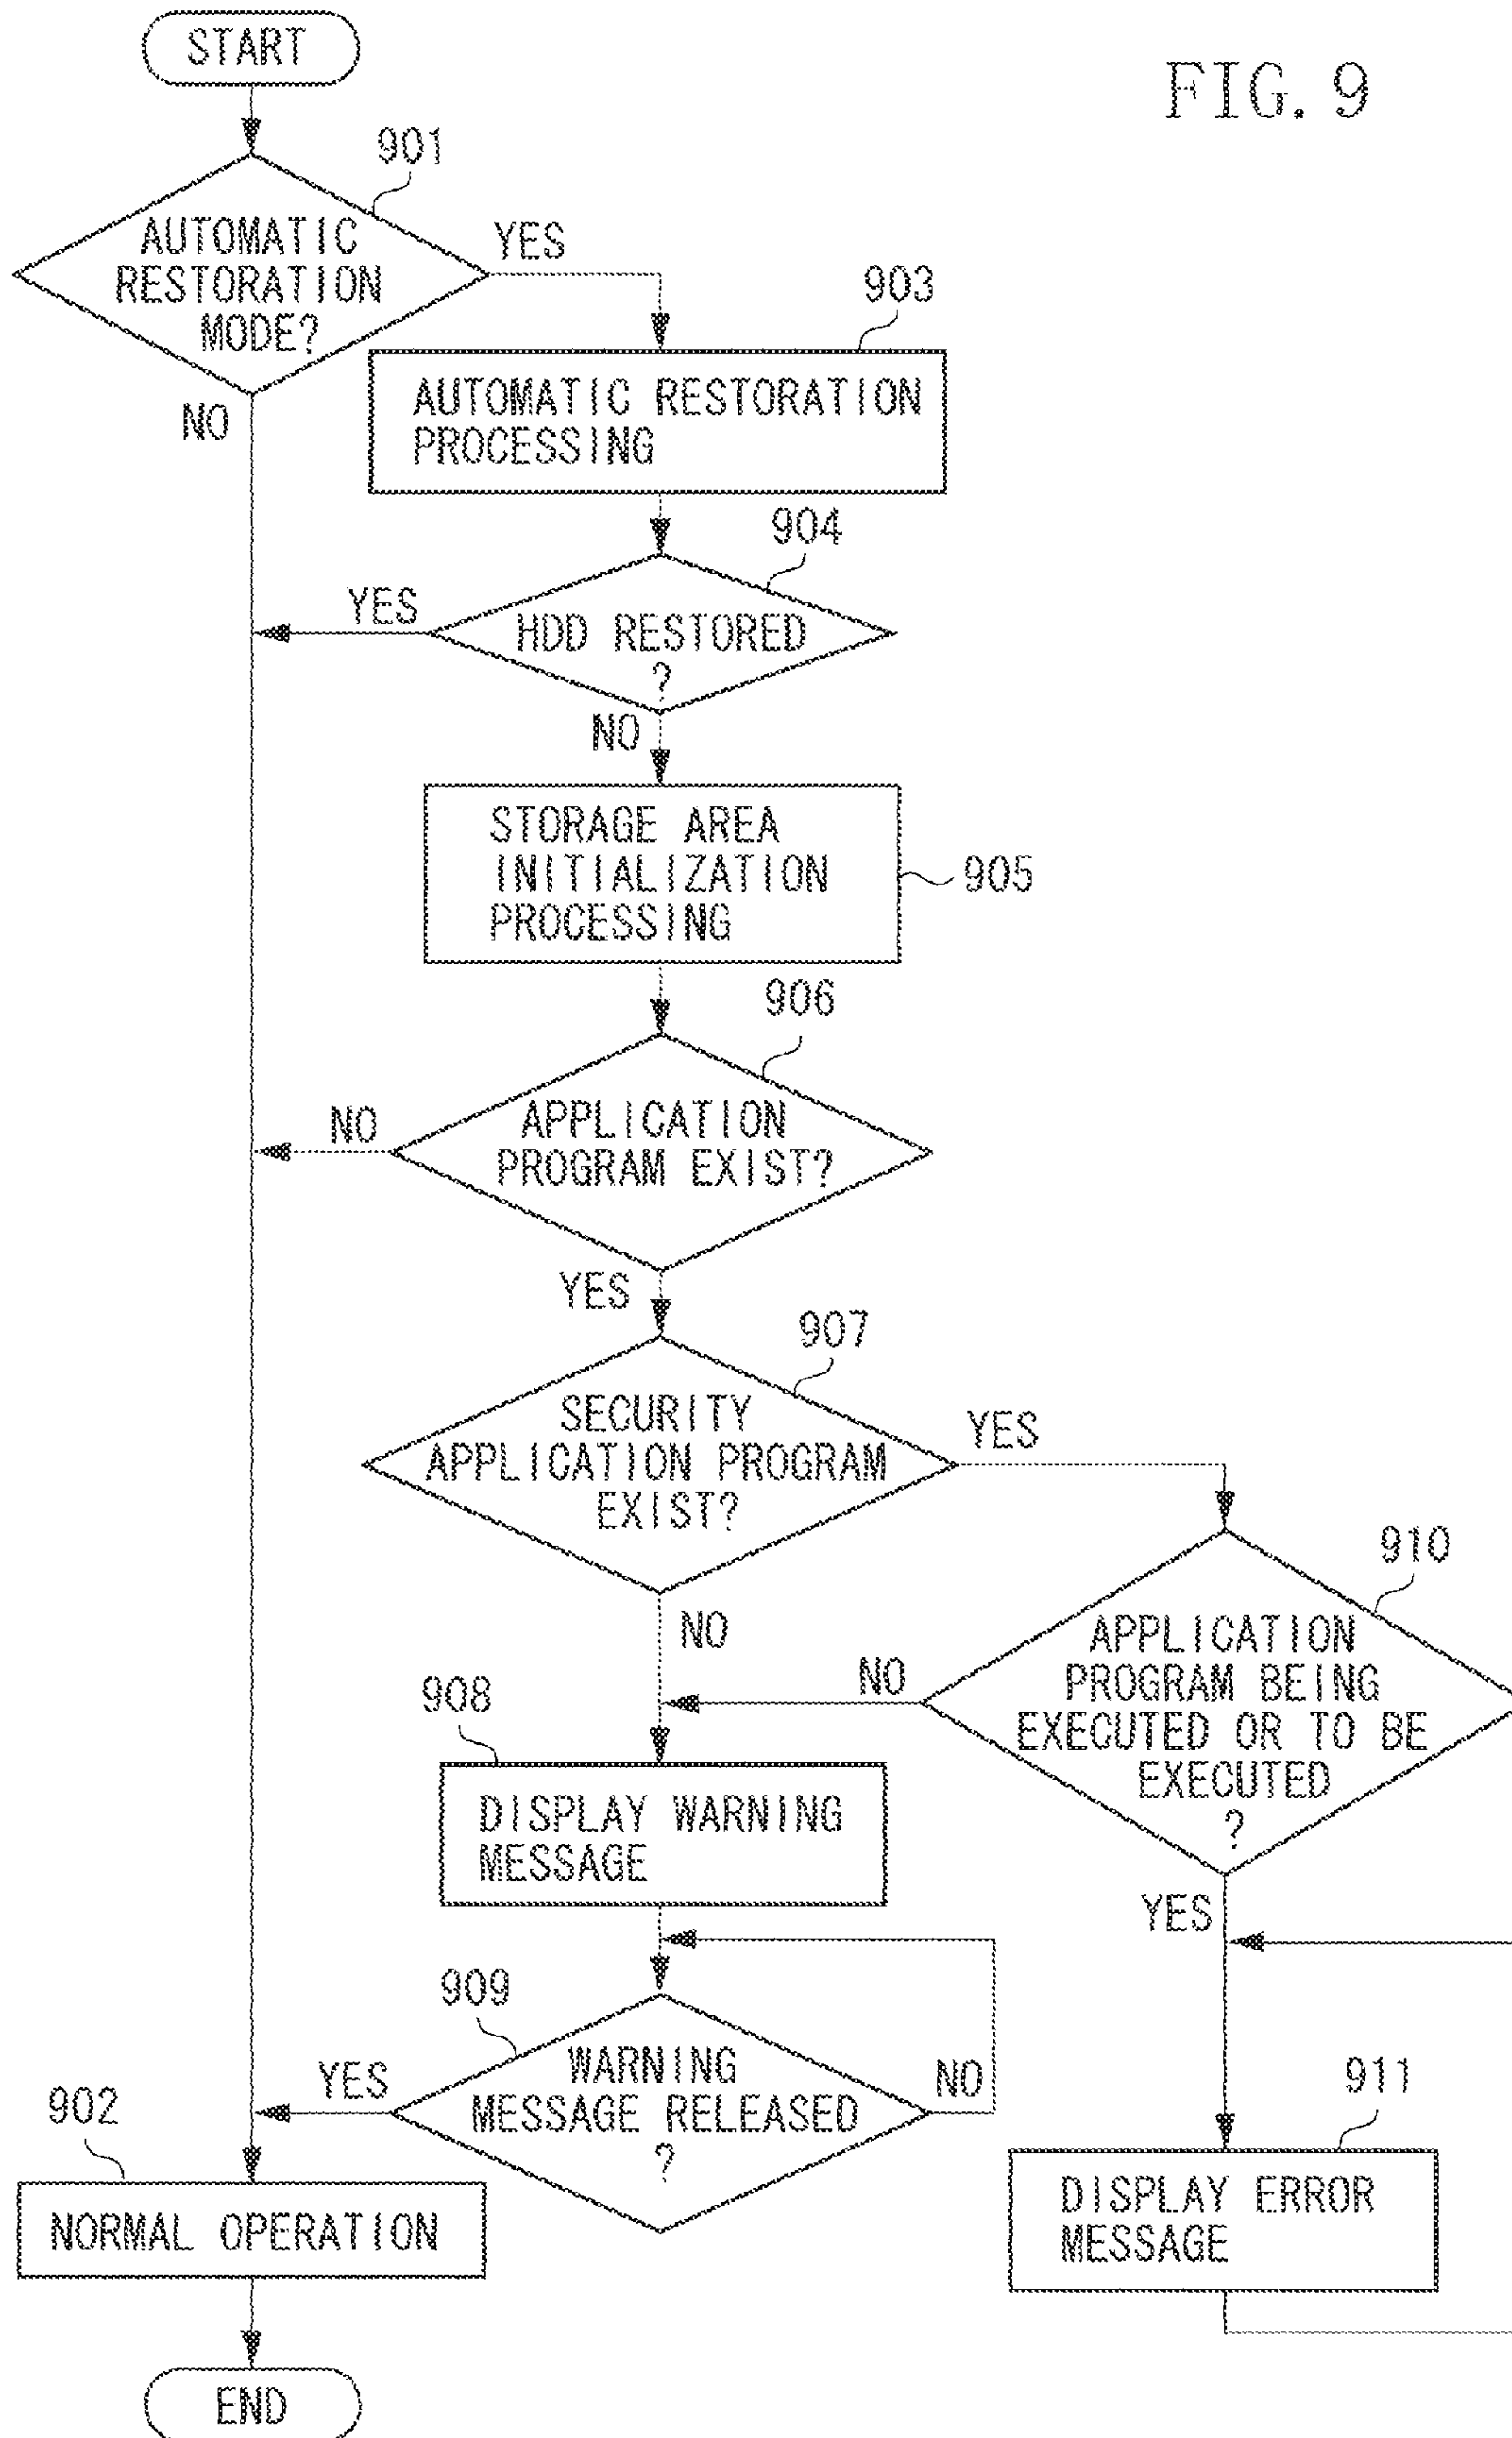 START
FIG. 9
901
AUTOMATIC
RESTORATION
MODE?
YES
NO
903
AUTOMATIC RESTORATION
PROCESSING
904
HDD RESTORED
?
YES
NO
STORAGE AREA
INITIALIZATION
PROCESSING
905
906
APPLICATION
PROGRAM EXIST?
NO
YES
907
SECURITY
APPLICATION PROGRAM
EXIST?
YES
NO
910
APPLICATION
PROGRAM BEING
EXECUTED OR TO BE
EXECUTED
?
NO
YES
908
DISPLAY WARNING
MESSAGE
909
WARNING
MESSAGE RELEASED
?
YES
NO
911
DISPLAY ERROR
MESSAGE
902
NORMAL OPERATION
END